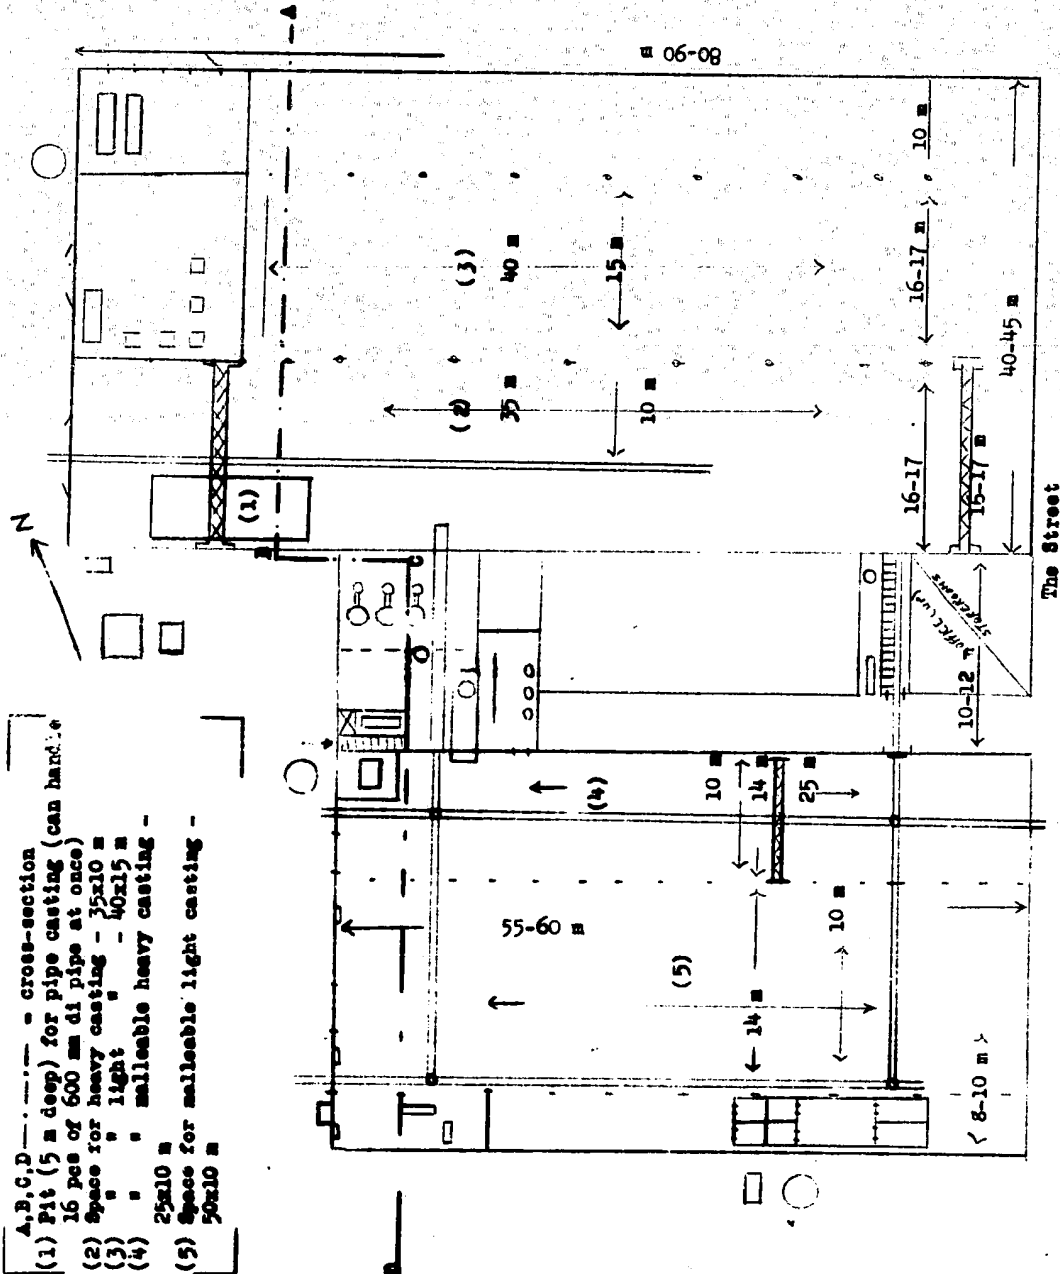 A,B,C,D —·—·— = cross-section
(1) Pit (5 m deep) for pipe casting (can handle
16 pcs of 600 mm di pipe at once)
(2) Space for heavy casting - 35x10 m
(3) " " light " - 40x15 m
(4) " " malleable heavy casting -
25x10 m
(5) Space for malleable light casting -
50x10 m
N
A
80-90 m
(1)
B
C
(2)
35 m
10 m
(3)
40 m
15 m
10 m
16-17 m
16-17
15-17 m
40-45 m
The Street
OFFICE (UP)
STOREROOMS
10-12 m
(4)
10 m
14 m
25 m
55-60 m
(5)
10 m
14 m
8-10 m
D